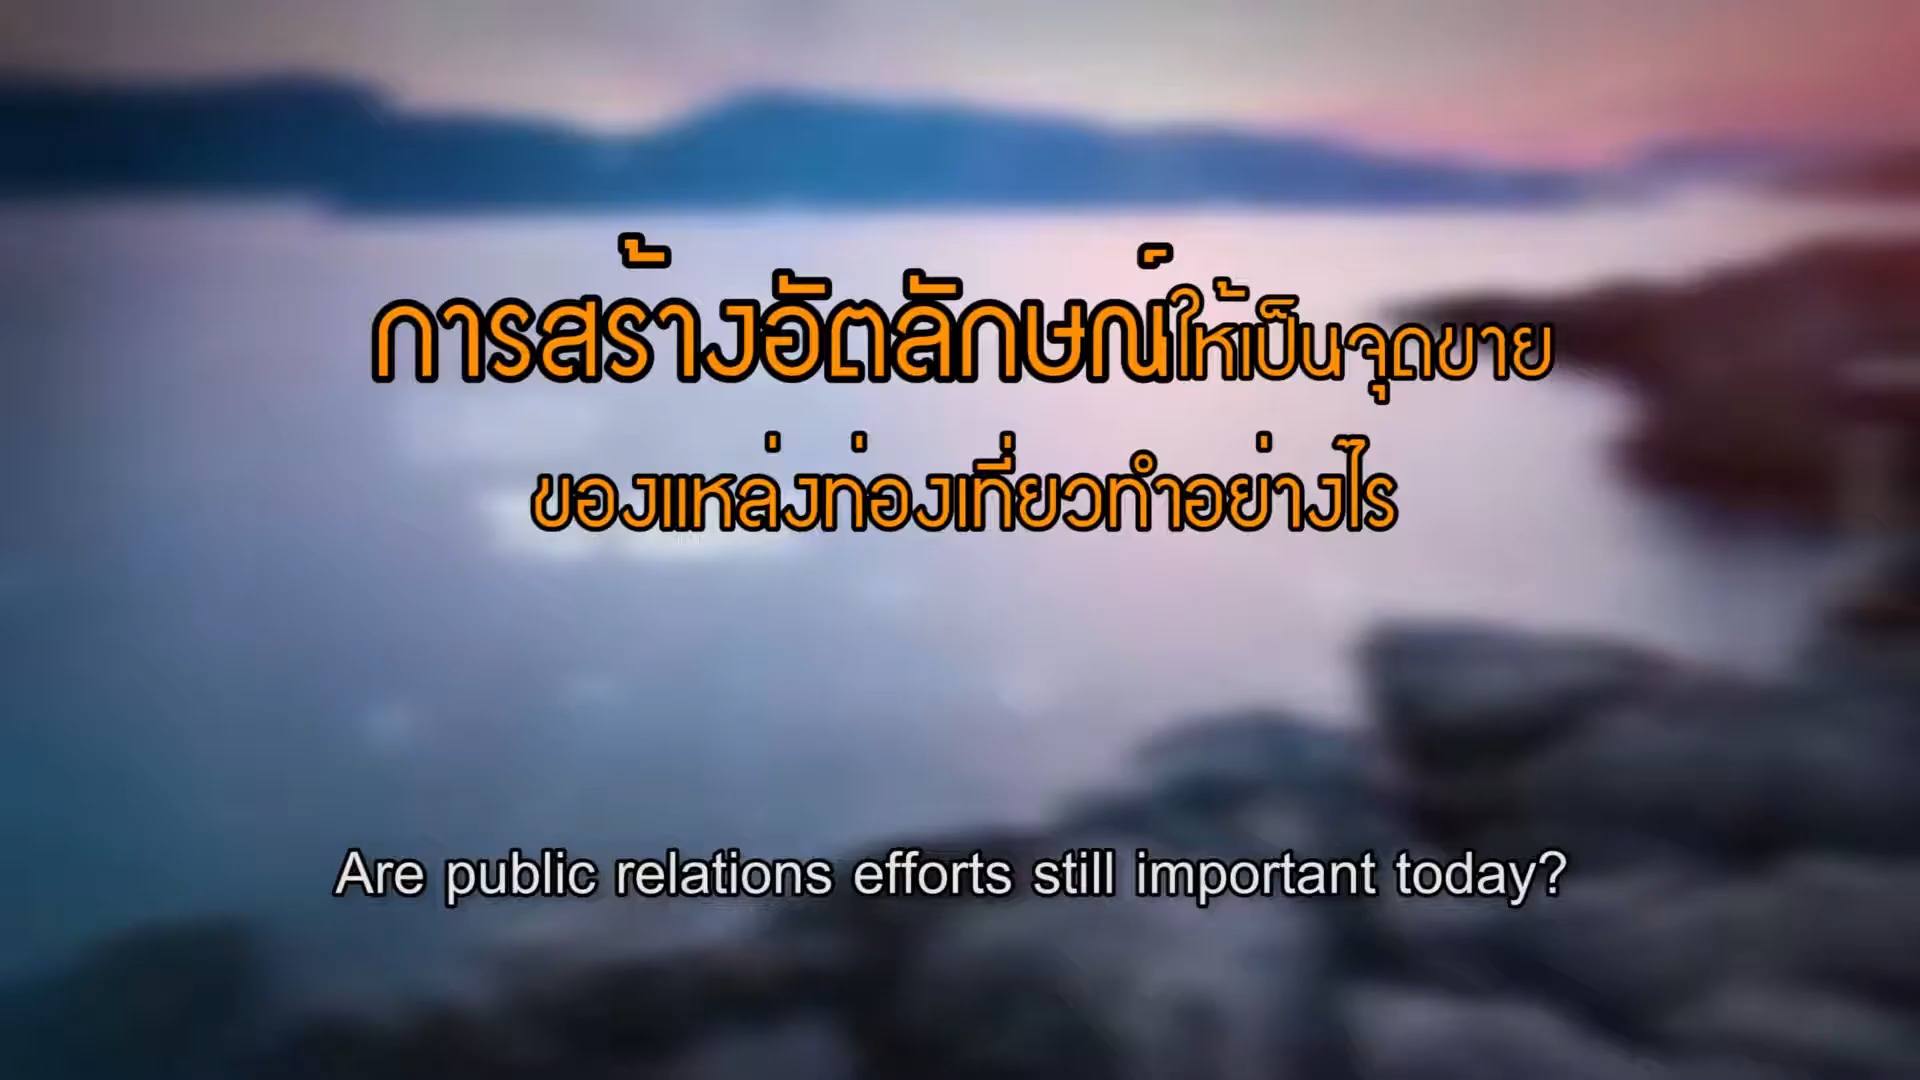 การสร้างอัตลักษณ์ให้เป็นจุดขาย
ของแหล่งท่องเที่ยวทำอย่างไร
Are public relations efforts still important today?